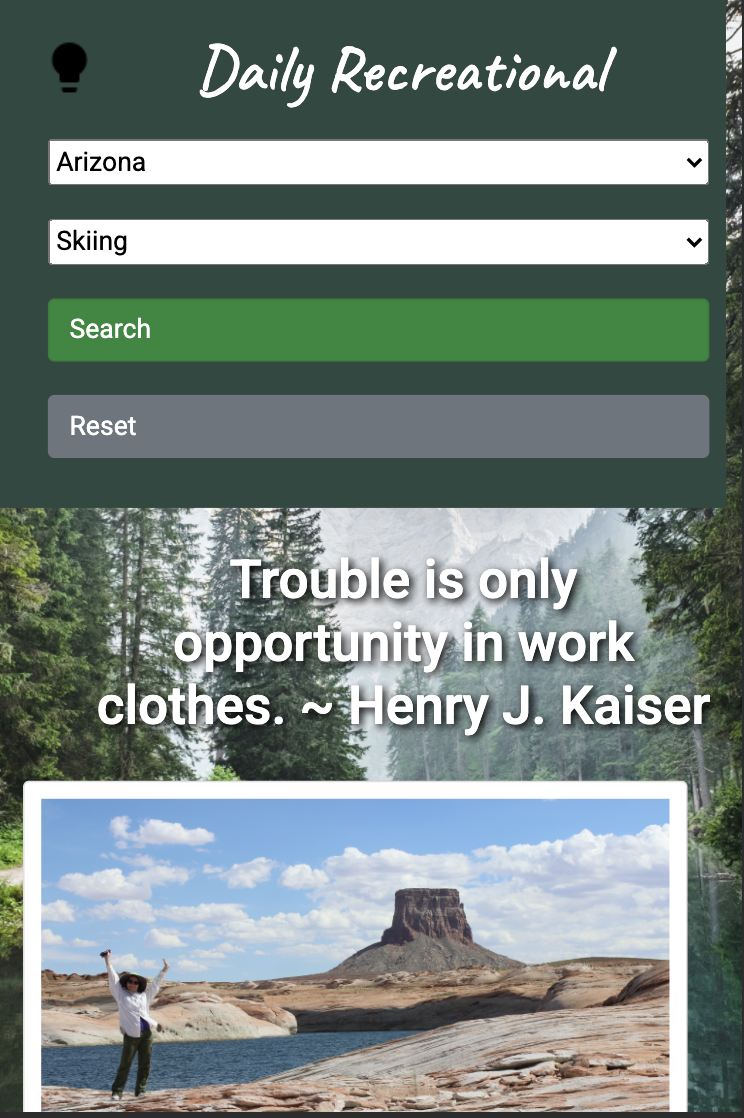 Daily Recreational
Arizona
Skiing
Search
Reset
Trouble is only
opportunity in work
clothes. ~ Henry J. Kaiser